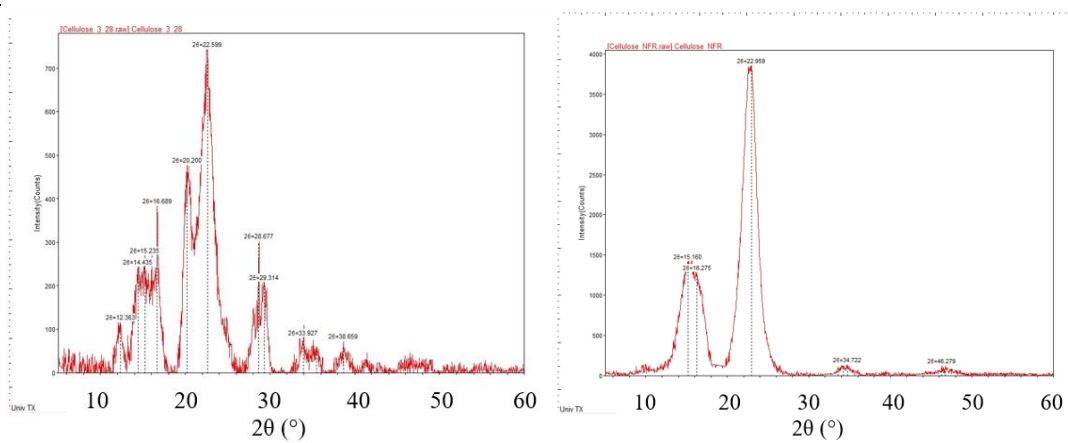 [Cellulose_3_28.raw] Cellulose_3_28
Intensity(Counts)
700
600
500
400
300
200
100
0
2θ=22.599
2θ=20.200
2θ=16.689
2θ=15.235
2θ=14.435
2θ=12.363
2θ=28.677
2θ=29.314
2θ=33.927
2θ=38.659
10 20 30 40 50 60
Univ TX
2θ (°)
[Cellulose_NFR.raw] Cellulose_NFR
Intensity(Counts)
4000
3500
3000
2500
2000
1500
1000
500
0
2θ=22.959
2θ=15.160
2θ=16.275
2θ=34.722
2θ=46.279
10 20 30 40 50 60
Univ TX
2θ (°)